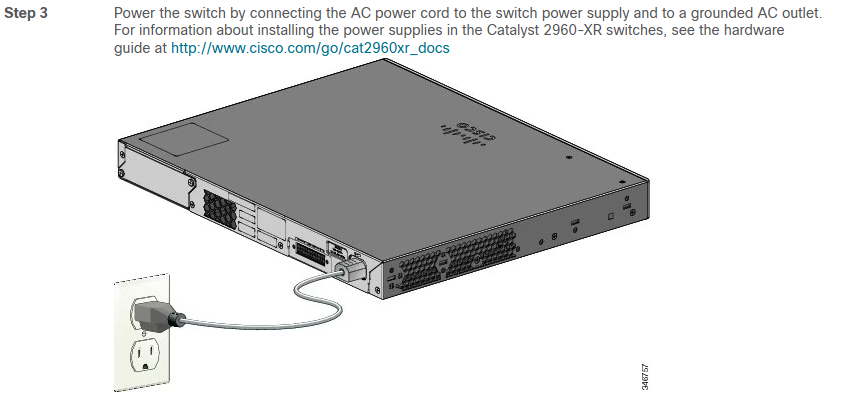 Step 3 Power the switch by connecting the AC power cord to the switch power supply and to a grounded AC outlet.
For information about installing the power supplies in the Catalyst 2960-XR switches, see the hardware
guide at http://www.cisco.com/go/cat2960xr_docs
CISCO
346757